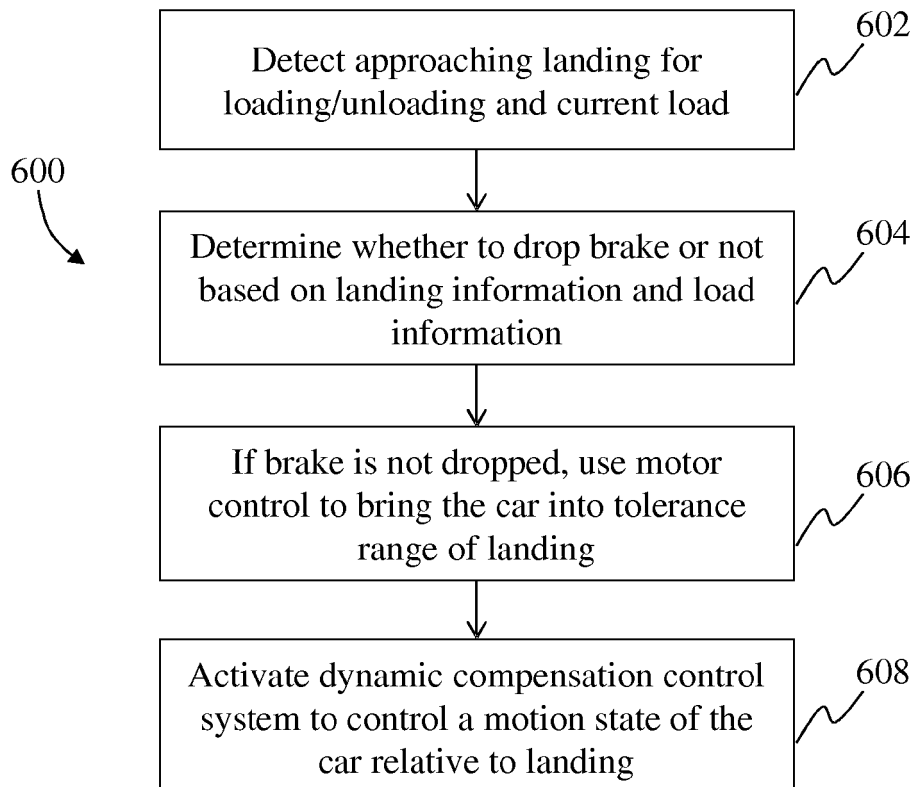 602
Detect approaching landing for
loading/unloading and current load
600
604
Determine whether to drop brake or not
based on landing information and load
information
606
If brake is not dropped, use motor
control to bring the car into tolerance
range of landing
608
Activate dynamic compensation control
system to control a motion state of the
car relative to landing